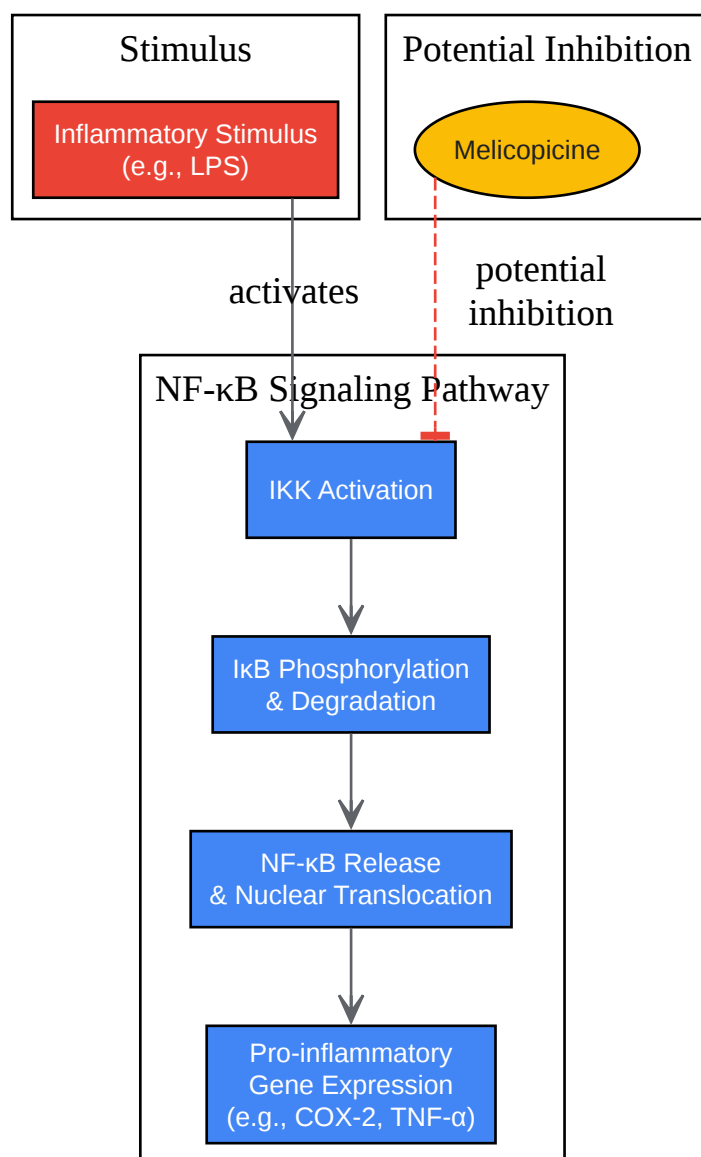 Stimulus
Inflammatory Stimulus
(e.g., LPS)
Potential Inhibition
Melicopicine
activates
potential
inhibition
NF-κB Signaling Pathway
IKK Activation
IκB Phosphorylation
& Degradation
NF-κB Release
& Nuclear Translocation
Pro-inflammatory
Gene Expression
(e.g., COX-2, TNF-α)